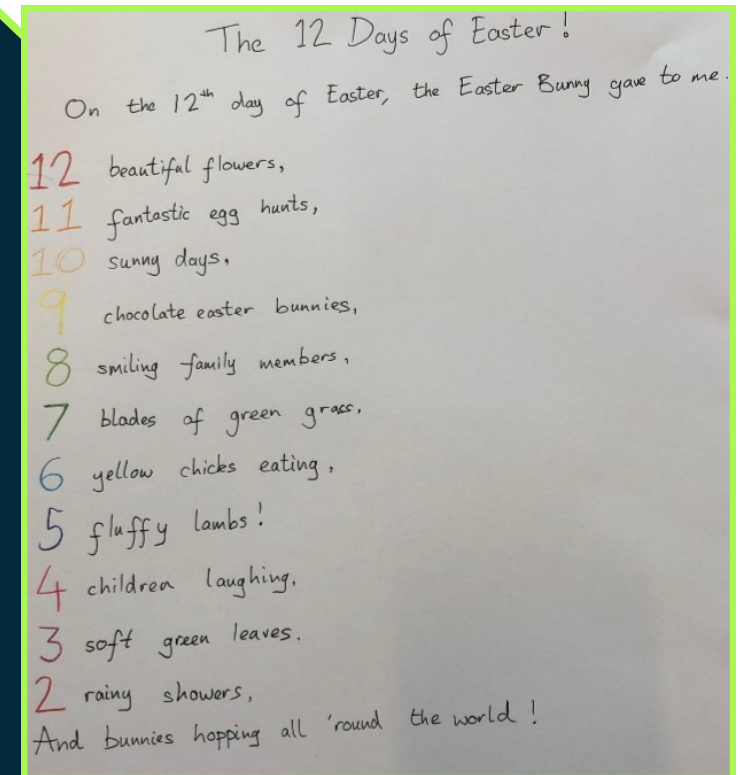 The 12 Days of Easter!
On the 12th day of Easter, the Easter Bunny gave to me.
12 beautiful flowers,
11 fantastic egg hunts,
10 sunny days.
9 chocolate easter bunnies,
8 smiling family members,
7 blades of green grass.
6 yellow chicks eating,
5 fluffy lambs!
4 children laughing,
3 soft green leaves.
2 rainy showers,
And bunnies hopping all 'round the world!